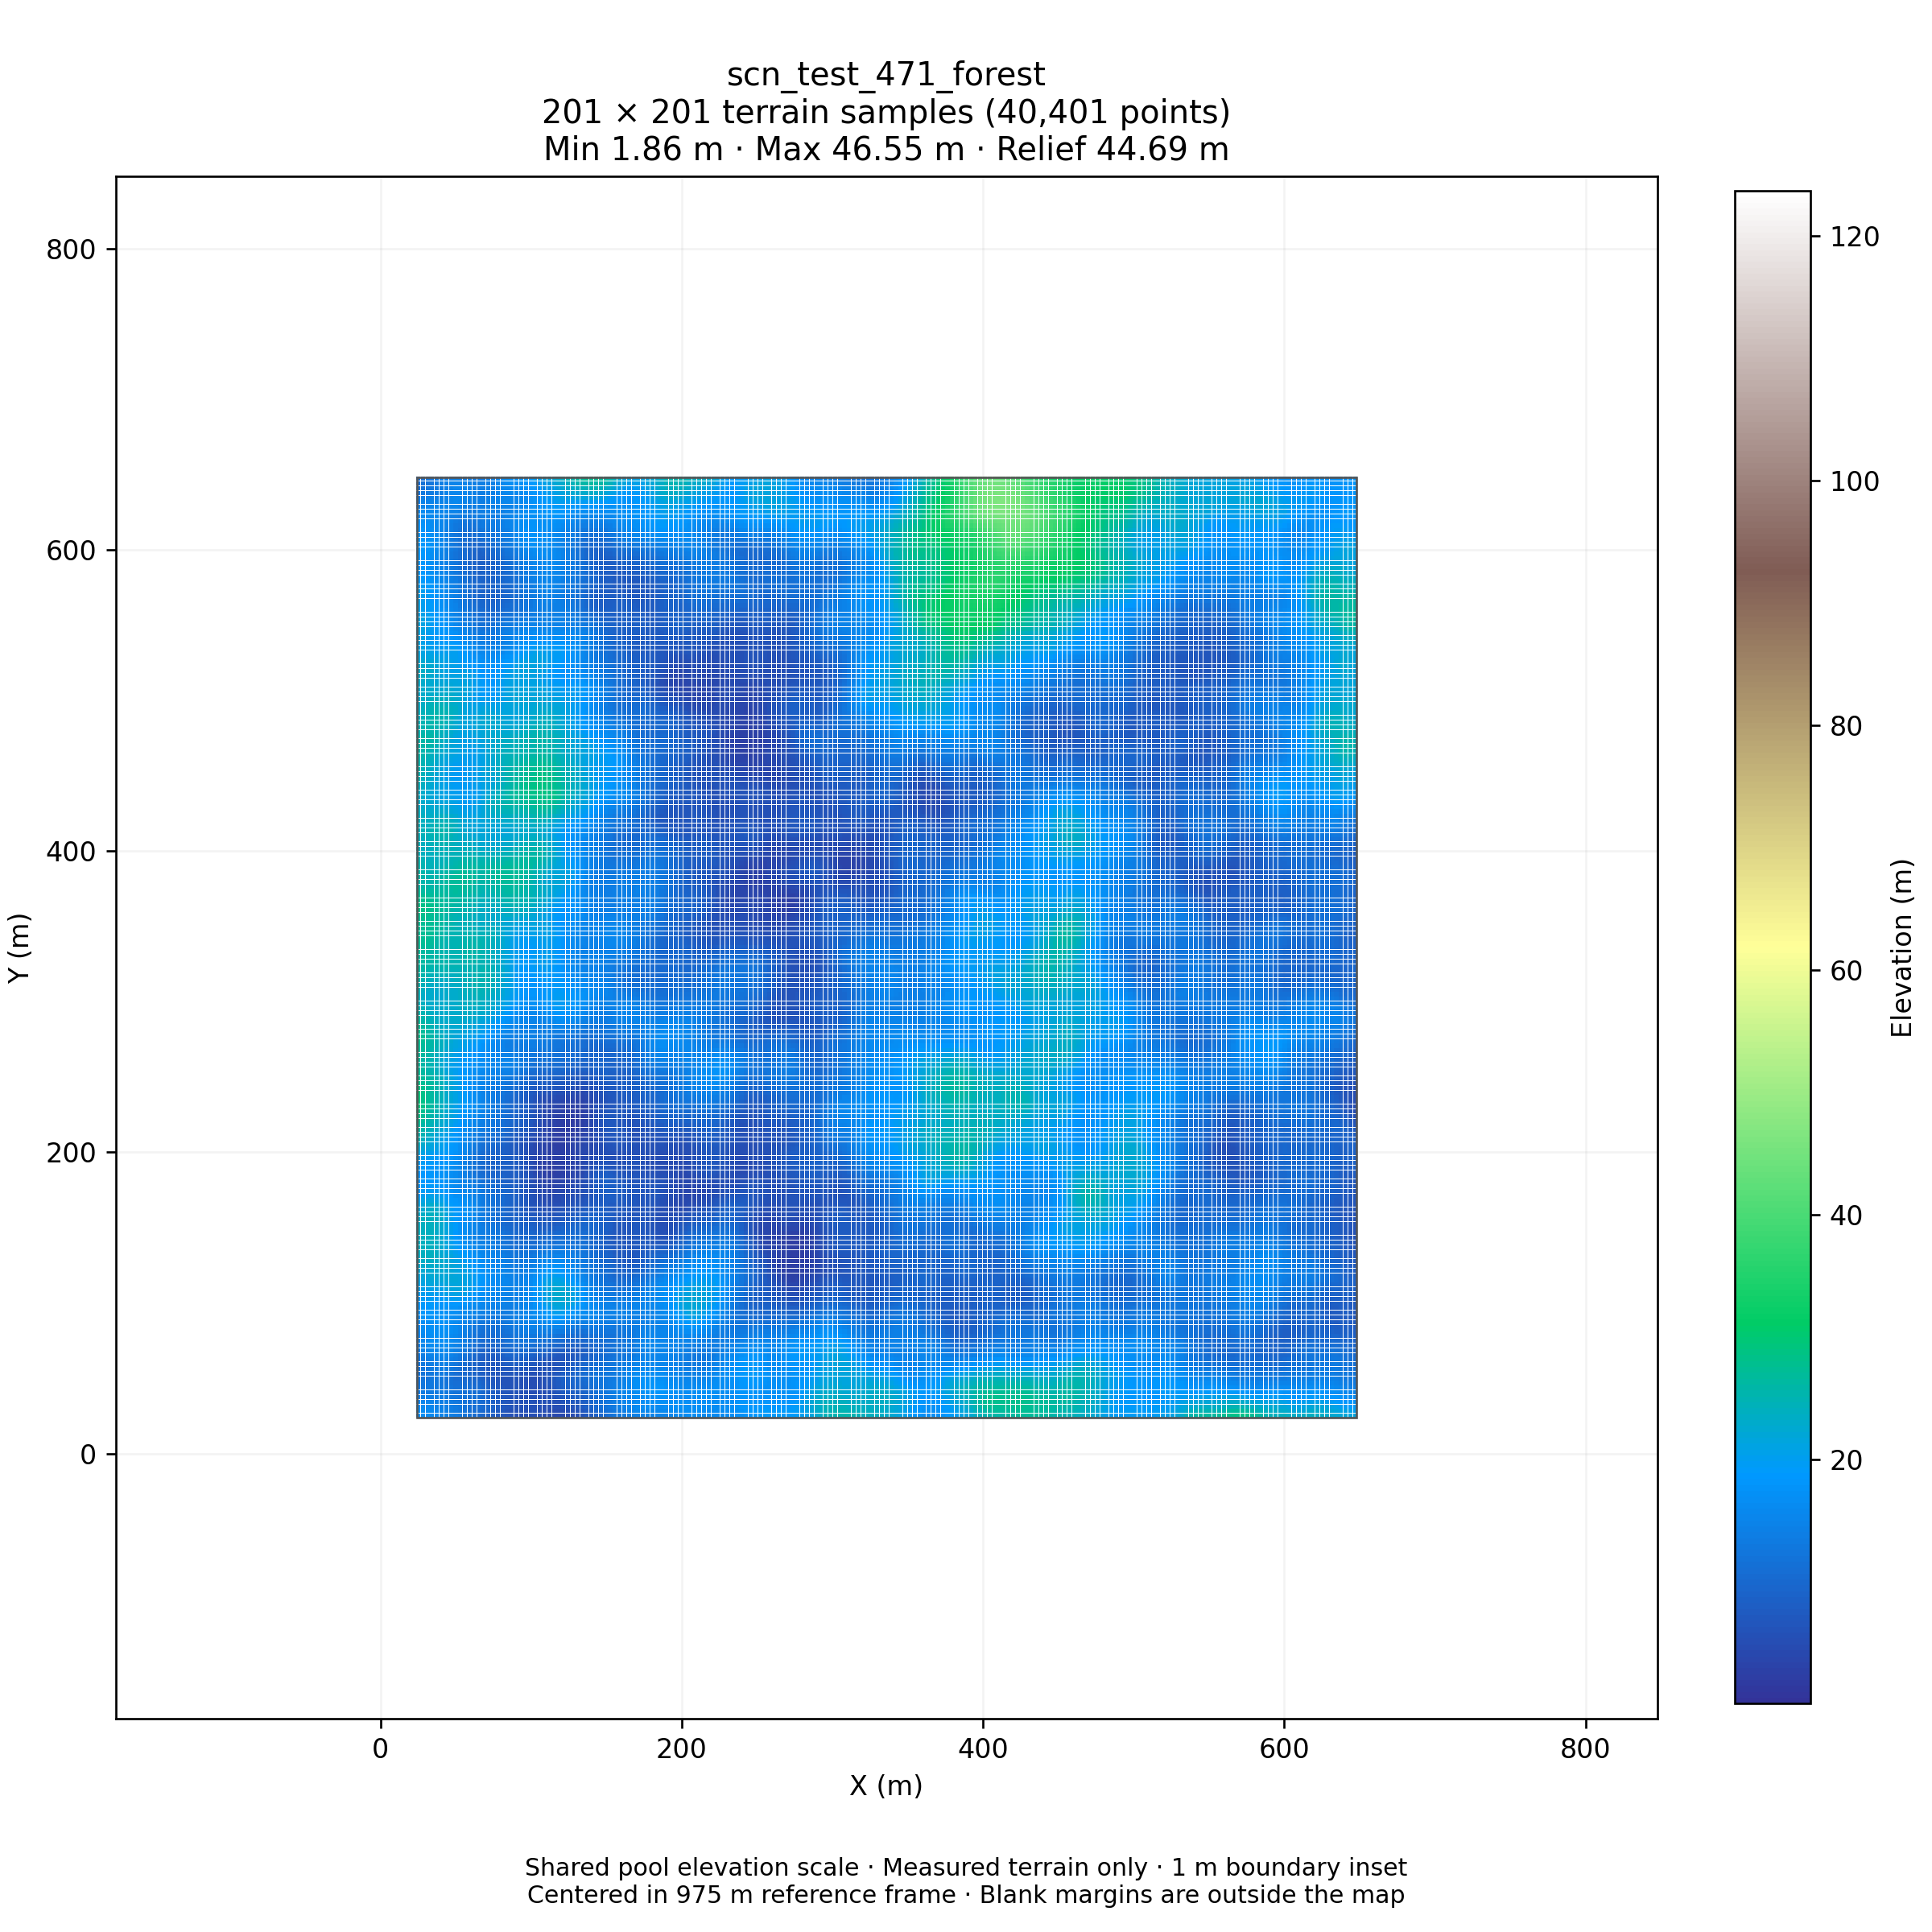 scn_test_471_forest
201 × 201 terrain samples (40,401 points)
Min 1.86 m · Max 46.55 m · Relief 44.69 m
800
600
400
200
0
Y (m)
0
200
400
600
800
X (m)
120
100
80
60
40
20
Elevation (m)
Shared pool elevation scale · Measured terrain only · 1 m boundary inset
Centered in 975 m reference frame · Blank margins are outside the map